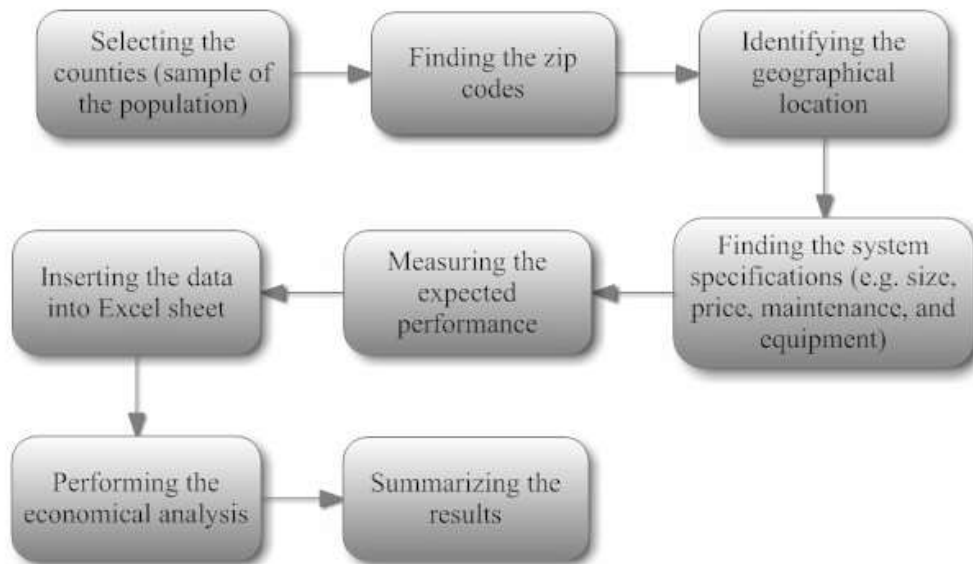 Selecting the
counties (sample of
the population)
Finding the zip
codes
Identifying the
geographical
location
Finding the system
specifications (e.g. size,
price, maintenance, and
equipment)
Measuring the
expected
performance
Inserting the data
into Excel sheet
Performing the
economical analysis
Summarizing the
results